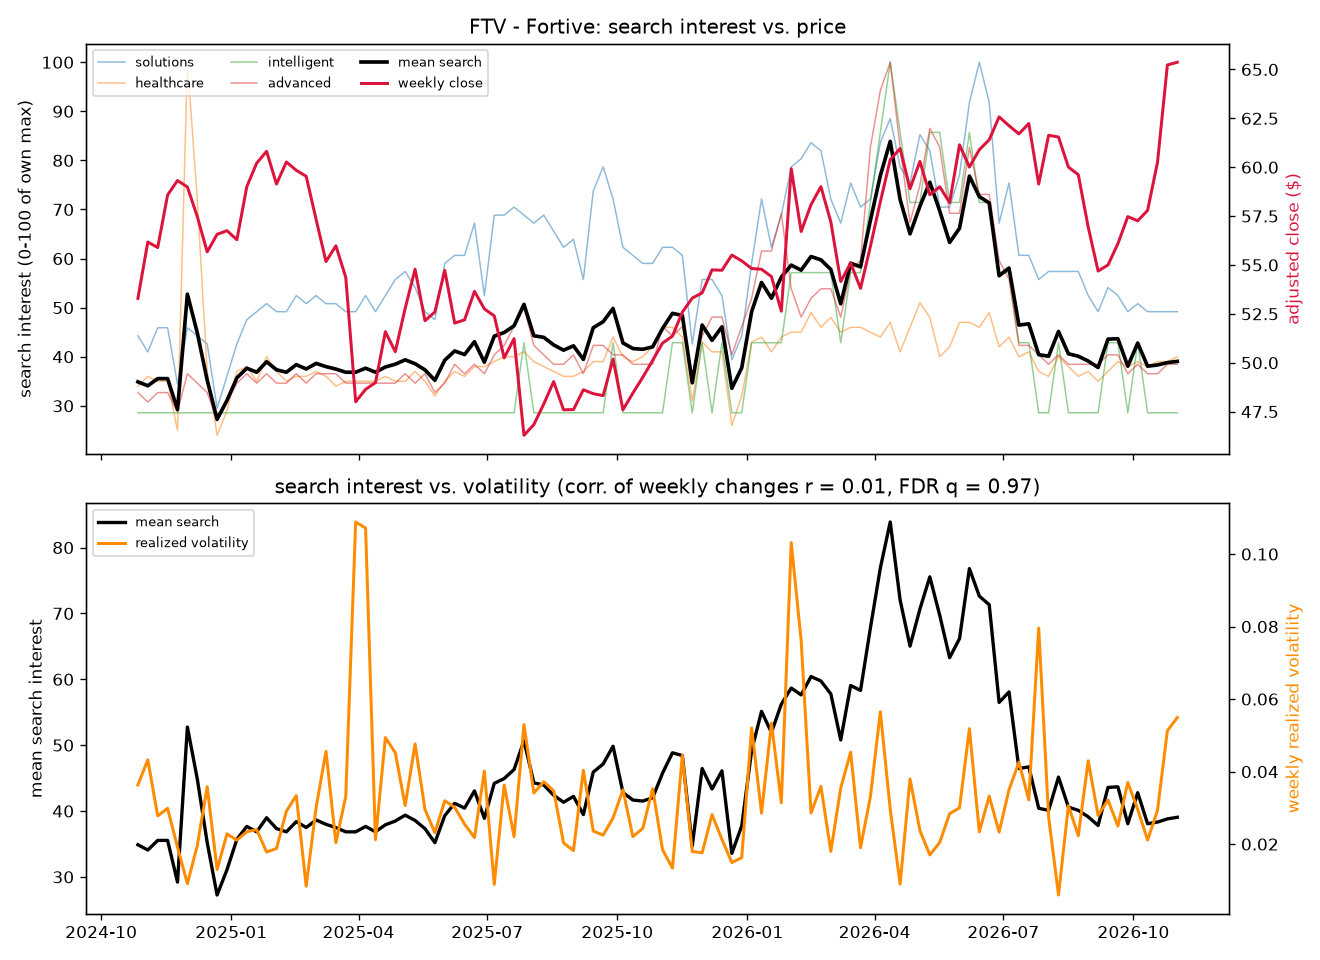 FTV - Fortive: search interest vs. price
solutions
healthcare
intelligent
advanced
mean search
weekly close
search interest (0-100 of own max)
100
90
80
70
60
50
40
30
65.0
62.5
60.0
57.5
55.0
52.5
50.0
47.5
adjusted close ($)
search interest vs. volatility (corr. of weekly changes r = 0.01, FDR q = 0.97)
mean search
realized volatility
mean search interest
80
70
60
50
40
30
0.10
0.08
0.06
0.04
0.02
weekly realized volatility
2024-10
2025-01
2025-04
2025-07
2025-10
2026-01
2026-04
2026-07
2026-10